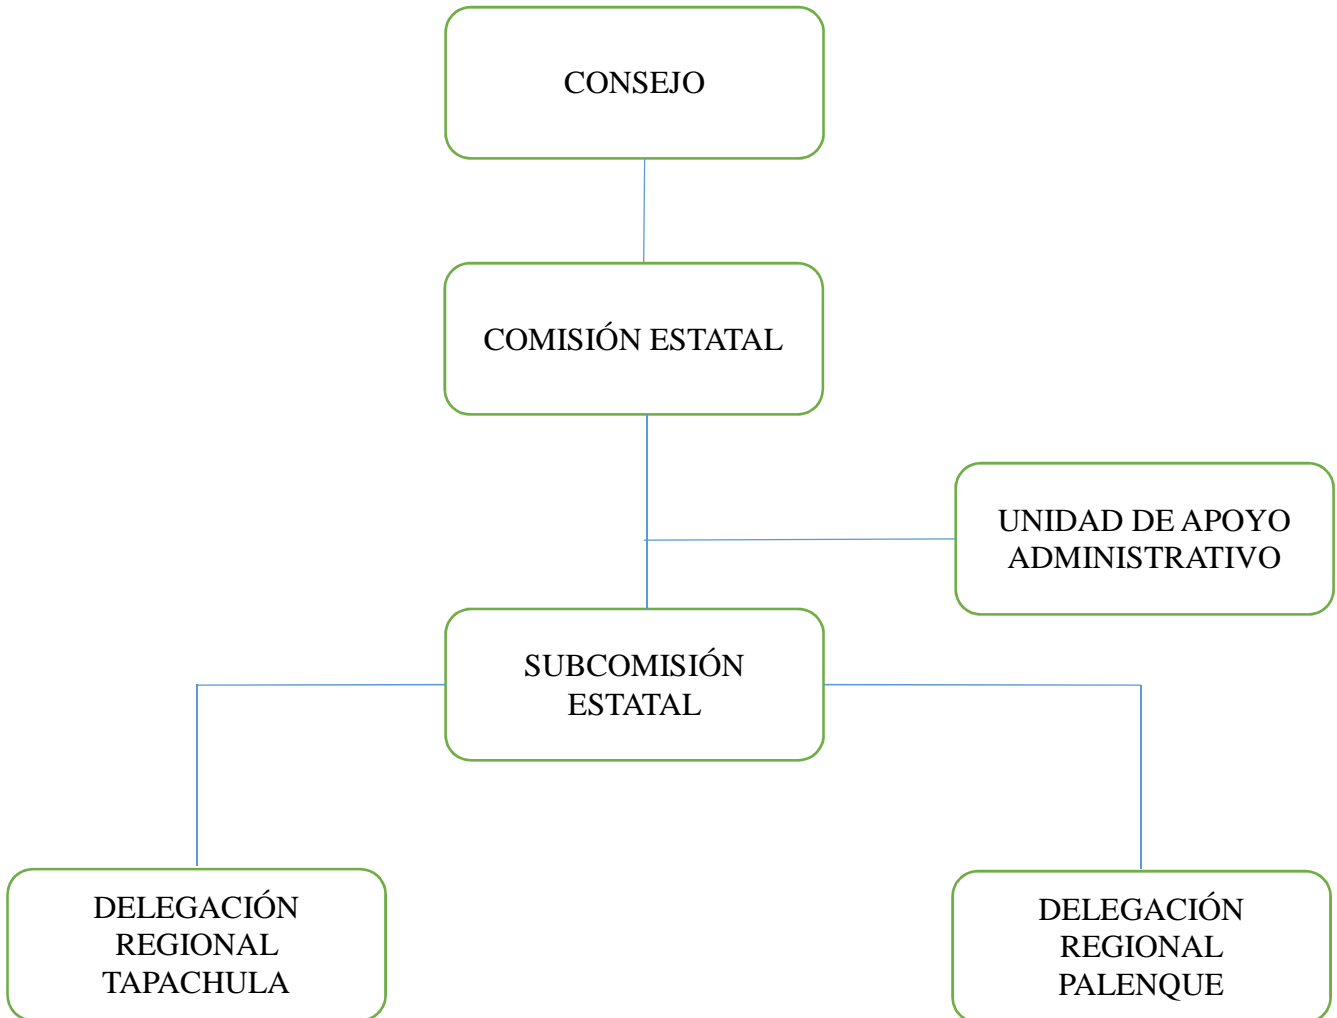 CONSEJO
COMISIÓN ESTATAL
UNIDAD DE APOYO
ADMINISTRATIVO
SUBCOMISIÓN
ESTATAL
DELEGACIÓN
REGIONAL
TAPACHULA
DELEGACIÓN
REGIONAL
PALENQUE